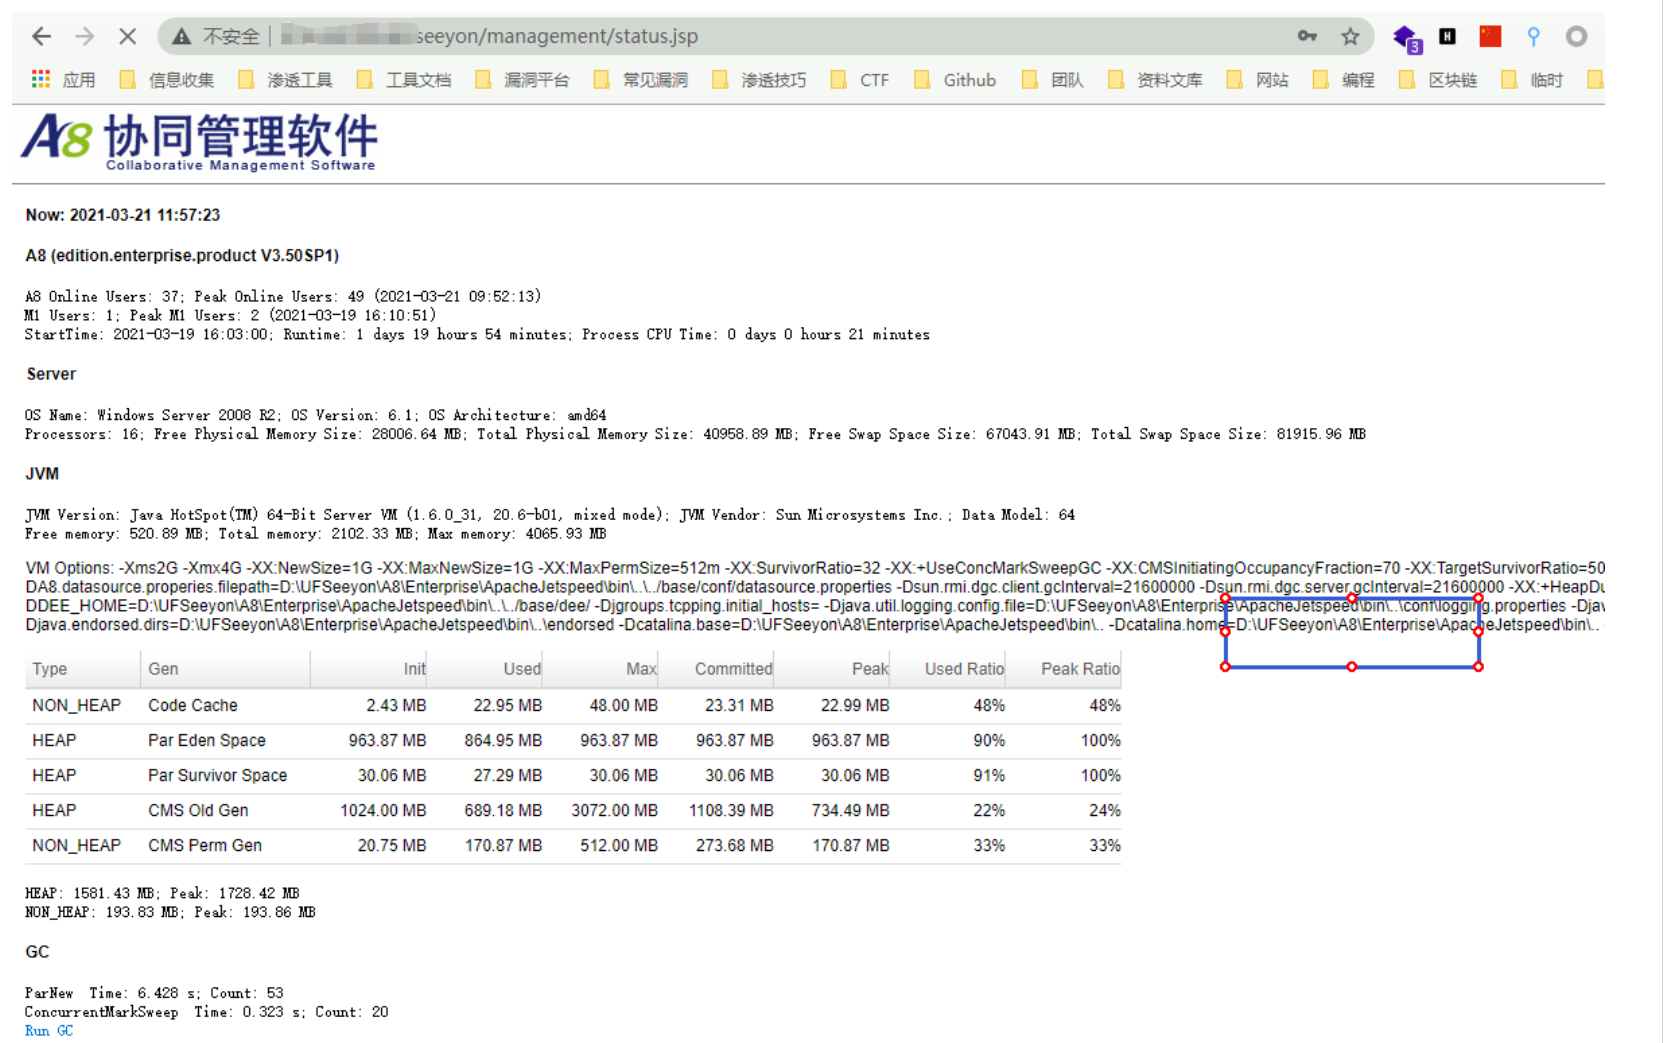 不安全 seeyon/management/status.jsp
应用 信息收集 渗透工具 工具文档 漏洞平台 常见漏洞 渗透技巧 CTF Github 团队 资料文库 网站 编程 区块链 临时
A8 协同管理软件
Collaborative Management Software
Now: 2021-03-21 11:57:23
A8 (edition.enterprise.product V3.50SP1)
A8 Online Users: 37; Peak Online Users: 49 (2021-03-21 09:52:13)
M1 Users: 1; Peak M1 Users: 2 (2021-03-19 16:10:51)
StartTime: 2021-03-19 16:03:00; Runtime: 1 days 19 hours 54 minutes; Process CPU Time: 0 days 0 hours 21 minutes
Server
OS Name: Windows Server 2008 R2; OS Version: 6.1; OS Architecture: amd64
Processors: 16; Free Physical Memory Size: 28006.64 MB; Total Physical Memory Size: 40958.89 MB; Free Swap Space Size: 67043.91 MB; Total Swap Space Size: 81915.96 MB
JVM
JVM Version: Java HotSpot(TM) 64-Bit Server VM (1.6.0_31, 20.6-b01, mixed mode); JVM Vendor: Sun Microsystems Inc.; Data Model: 64
Free memory: 520.89 MB; Total memory: 2102.33 MB; Max memory: 4065.93 MB
VM Options: -Xms2G -Xmx4G -XX:NewSize=1G -XX:MaxNewSize=1G -XX:MaxPermSize=512m -XX:SurvivorRatio=32 -XX:+UseConcMarkSweepGC -XX:CMSInitiatingOccupancyFraction=70 -XX:TargetSurvivorRatio=50
DA8.datasource.properies.filepath=D:\UFSeeyon\A8\Enterprise\ApacheJetspeed\bin\..\../base/conf/datasource.properties -Dsun.rmi.dgc.client.gcInterval=21600000 -Dsun.rmi.dgc.server.gcInterval=21600000 -XX:+HeapDu
DDEE_HOME=D:\UFSeeyon\A8\Enterprise\ApacheJetspeed\bin\..\../base/dee/ -Djgroups.tcpping.initial_hosts= -Djava.util.logging.config.file=D:\UFSeeyon\A8\Enterprise\ApacheJetspeed\bin\..\conf\logging.properties -Djav
Djava.endorsed.dirs=D:\UFSeeyon\A8\Enterprise\ApacheJetspeed\bin\..\endorsed -Dcatalina.base=D:\UFSeeyon\A8\Enterprise\ApacheJetspeed\bin\.. -Dcatalina.home=D:\UFSeeyon\A8\Enterprise\ApacheJetspeed\bin\..
Type Gen Init Used Max Committed Peak Used Ratio Peak Ratio
NON_HEAP Code Cache 2.43 MB 22.95 MB 48.00 MB 23.31 MB 22.99 MB 48% 48%
HEAP Par Eden Space 963.87 MB 864.95 MB 963.87 MB 963.87 MB 963.87 MB 90% 100%
HEAP Par Survivor Space 30.06 MB 27.29 MB 30.06 MB 30.06 MB 30.06 MB 91% 100%
HEAP CMS Old Gen 1024.00 MB 689.18 MB 3072.00 MB 1108.39 MB 734.49 MB 22% 24%
NON_HEAP CMS Perm Gen 20.75 MB 170.87 MB 512.00 MB 273.68 MB 170.87 MB 33% 33%
HEAP: 1581.43 MB; Peak: 1728.42 MB
NON_HEAP: 193.83 MB; Peak: 193.86 MB
GC
ParNew Time: 6.428 s; Count: 53
ConcurrentMarkSweep Time: 0.323 s; Count: 20
Run GC